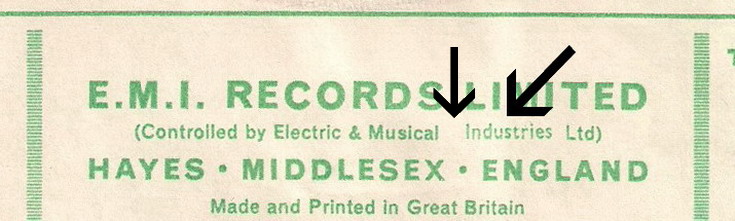 E.M.I. RECORDS LIMITED
(Controlled by Electric & Musical Industries Ltd)
HAYES · MIDDLESEX · ENGLAND
Made and Printed in Great Britain